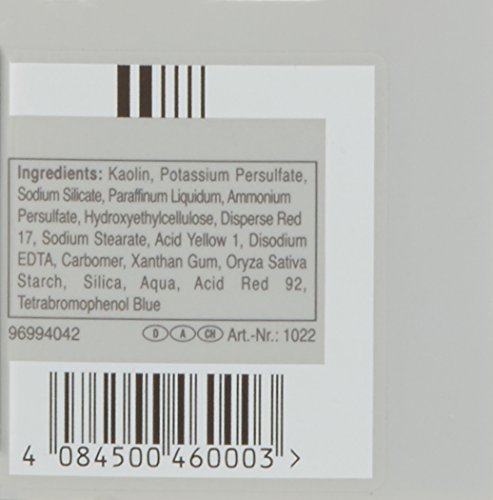 Ingredients: Kaolin, Potassium Persulfate,
Sodium Silicate, Paraffinum Liquidum, Ammonium
Persulfate, Hydroxyethylcellulose, Disperse Red
17, Sodium Stearate, Acid Yellow 1, Disodium
EDTA, Carbomer, Xanthan Gum, Oryza Sativa
Starch, Silica, Aqua, Acid Red 92,
Tetrabromophenol Blue
96994042 D A CH Art.-Nr.: 1022
4 084500 460003 >